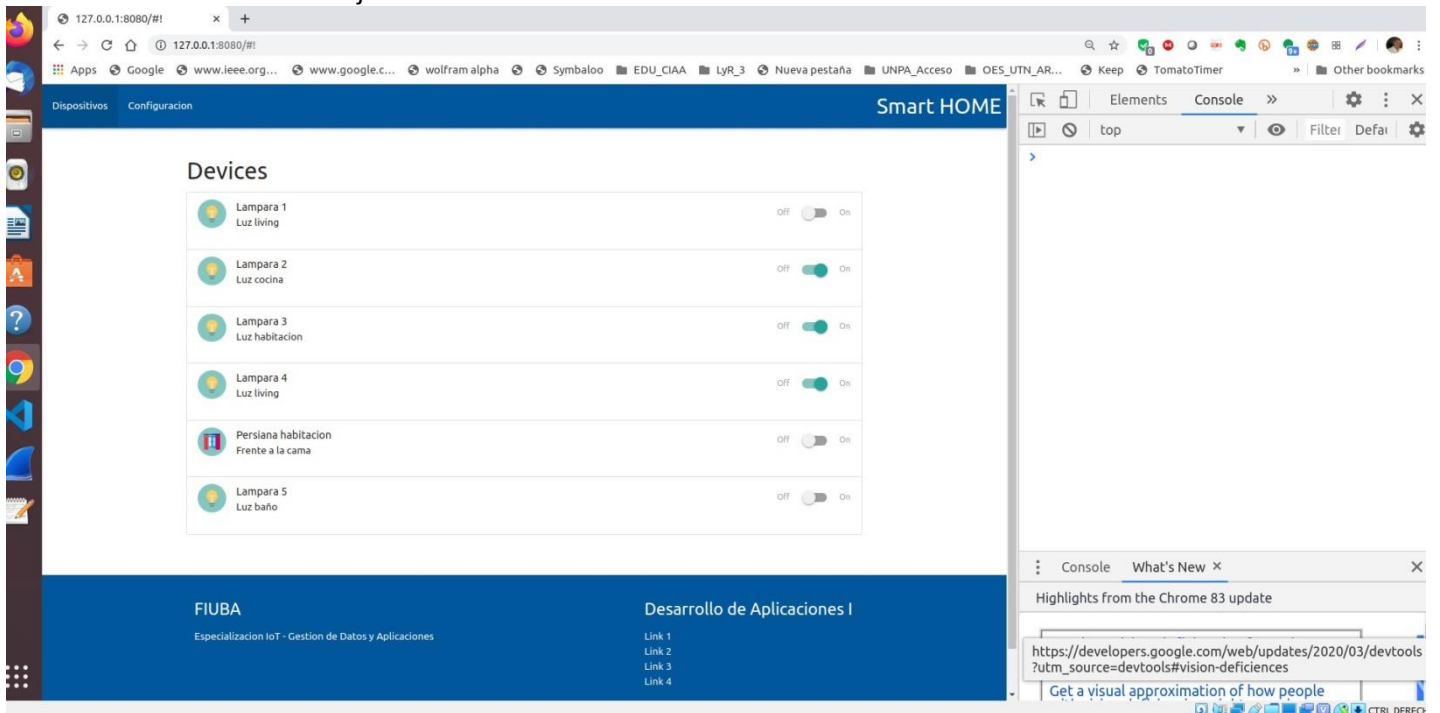 127.0.0.1:8080/#!
127.0.0.1:8080/#!
Apps Google www.ieee.org... www.google.c... wolfram alpha Symbaloo EDU_CIAA LyR_3 Nueva pestaña UNPA_Acceso OES_UTN_AR... Keep TomatoTimer » Other bookmarks
Dispositivos Configuracion Smart HOME
Elements Console »
top Filter Defau
Devices
Lampara 1
Luz living
Off On
Lampara 2
Luz cocina
Off On
Lampara 3
Luz habitacion
Off On
Lampara 4
Luz living
Off On
Persiana habitacion
Frente a la cama
Off On
Lampara 5
Luz baño
Off On
Console What's New
Highlights from the Chrome 83 update
https://developers.google.com/web/updates/2020/03/devtools
?utm_source=devtools#vision-deficiences
Get a visual approximation of how people
FIUBA
Especializacion IoT - Gestion de Datos y Aplicaciones
Desarrollo de Aplicaciones I
Link 1
Link 2
Link 3
Link 4
CTRL DERECH